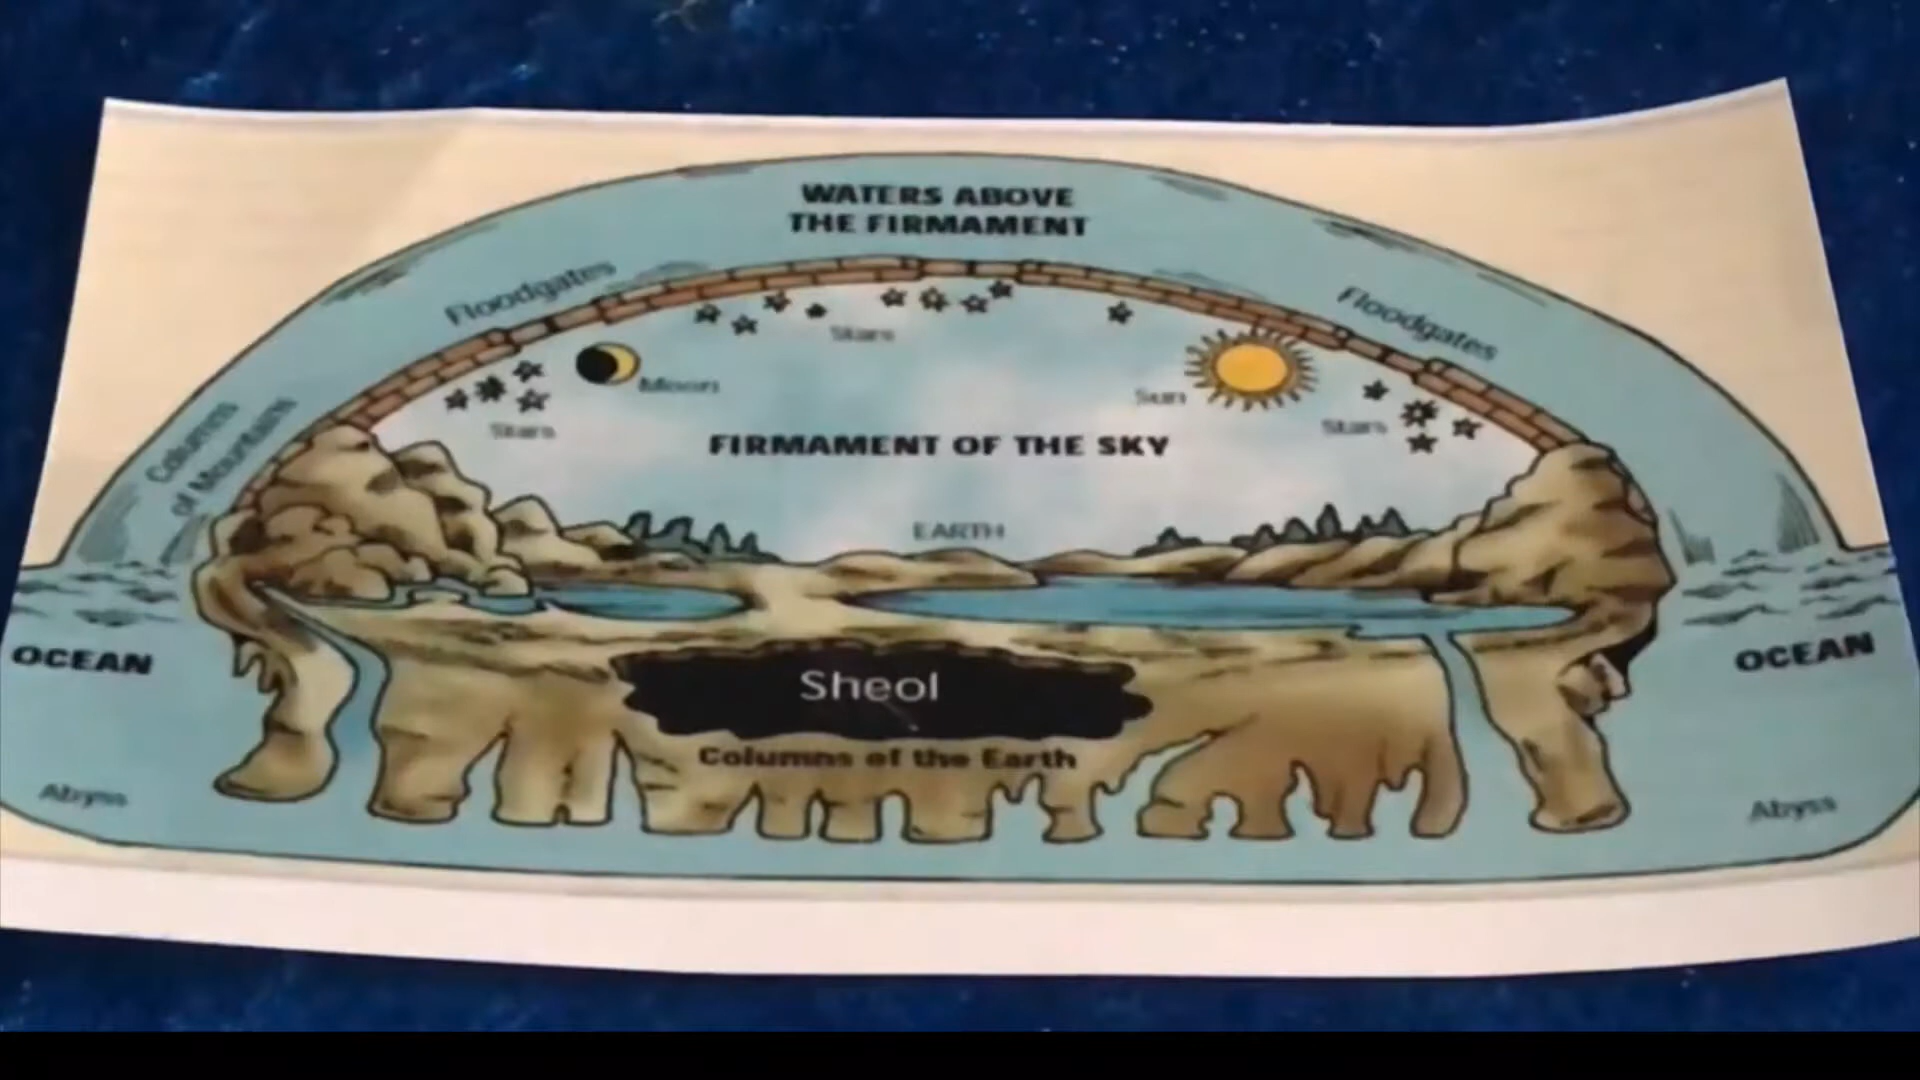 WATERS ABOVE
THE FIRMAMENT
Floodgates
Floodgates
Stars
Moon
Sun
Stars
Stars
Columns
of Mountains
FIRMAMENT OF THE SKY
EARTH
OCEAN
OCEAN
Sheol
Columns of the Earth
Abyss
Abyss